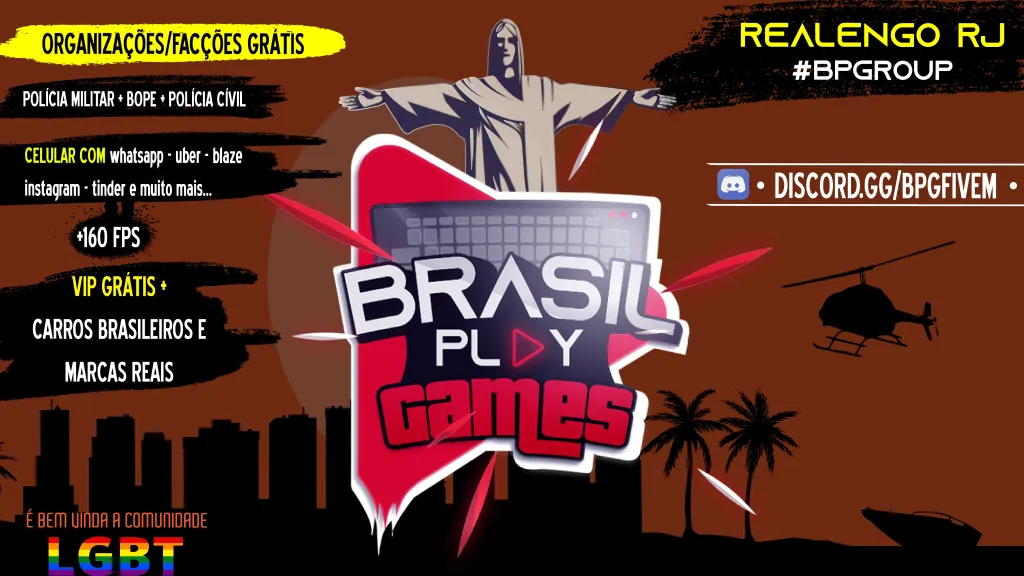 ORGANIZAÇÕES/FACÇÕES GRÁTIS
POLÍCIA MILITAR + BOPE + POLÍCIA CÍVIL
CELULAR COM whatsapp - uber - blaze
instagram - tinder e muito mais...
+160 FPS
VIP GRÁTIS +
CARROS BRASILEIROS E
MARCAS REAIS
É BEM VINDA A COMUNIDADE
LGBT
BRASIL
PLAY
GAMES
REALENGO RJ
#BPGROUP
• DISCORD.GG/BPGFIVEM •